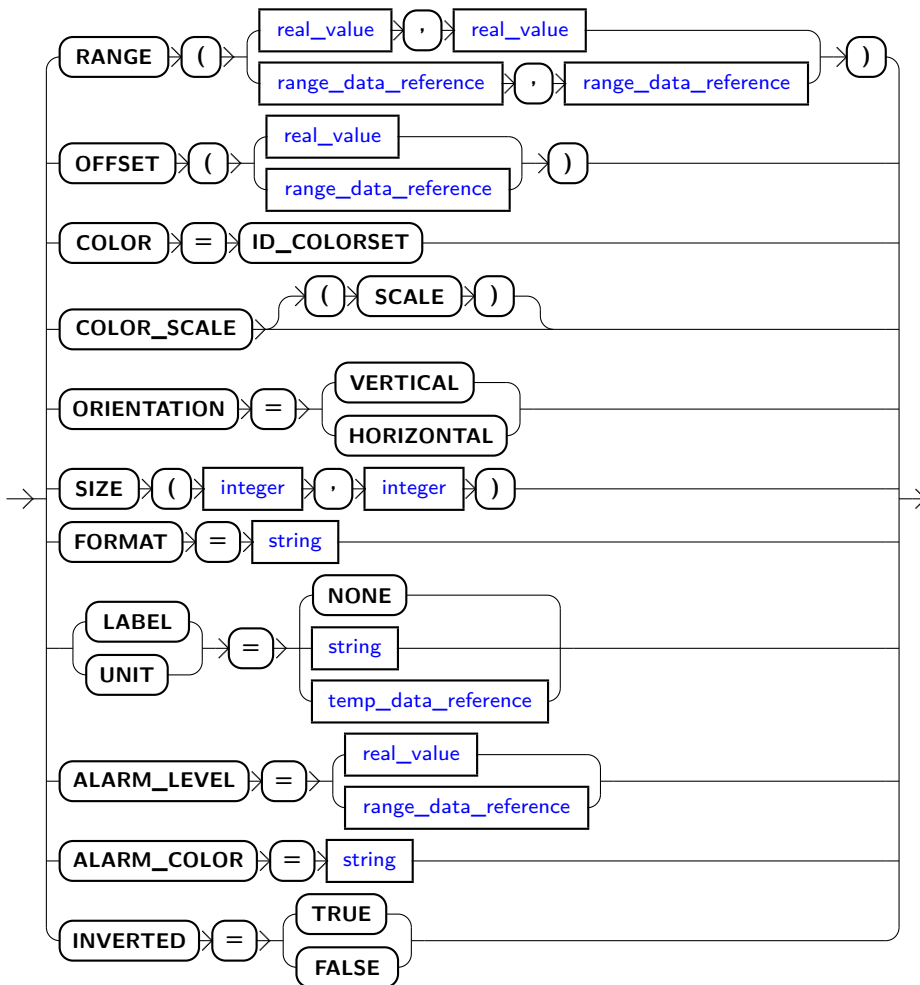 real_value , real_value
RANGE ( )
range_data_reference , range_data_reference
real_value
OFFSET ( )
range_data_reference
COLOR = ID_COLORSET
( SCALE )
COLOR_SCALE
VERTICAL
ORIENTATION =
HORIZONTAL
SIZE ( integer , integer )
FORMAT = string
NONE
LABEL
= string
UNIT
temp_data_reference
real_value
ALARM_LEVEL =
range_data_reference
ALARM_COLOR = string
TRUE
INVERTED =
FALSE